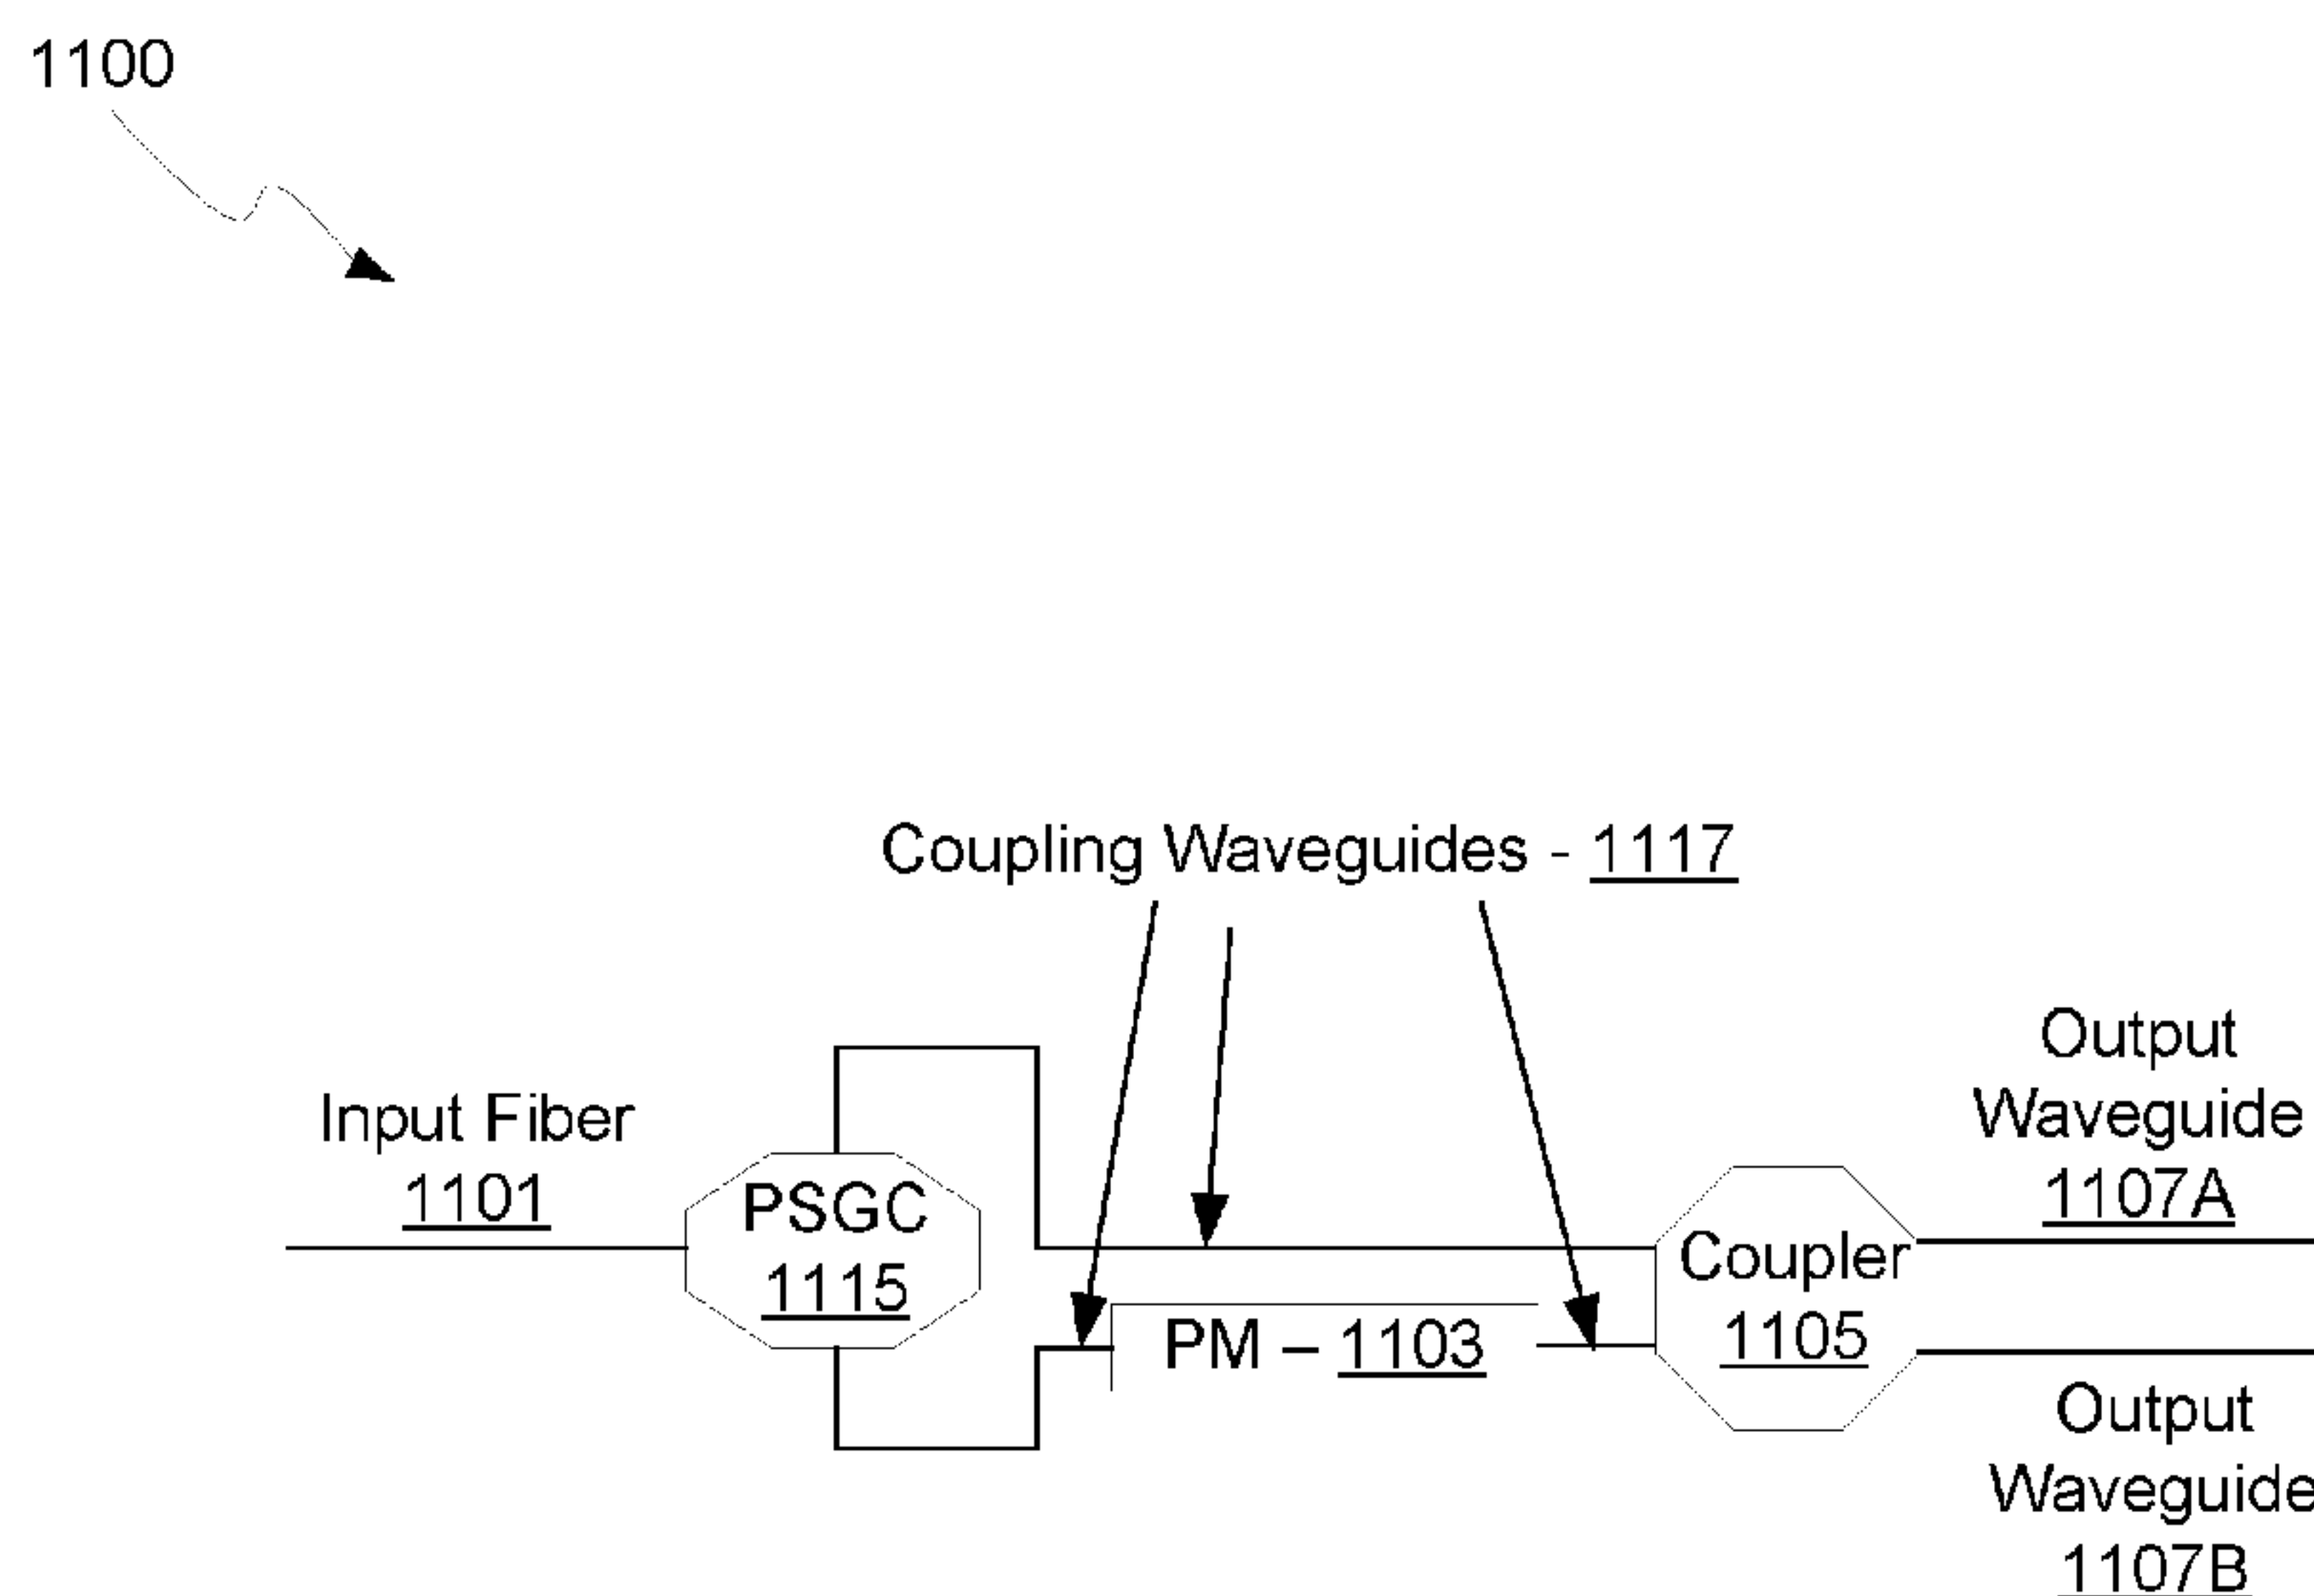 1100
Coupling Waveguides - 1117
Input Fiber
1101
PSGC
1115
PM – 1103
Coupler
1105
Output
Waveguide
1107A
Output
Waveguide
1107B